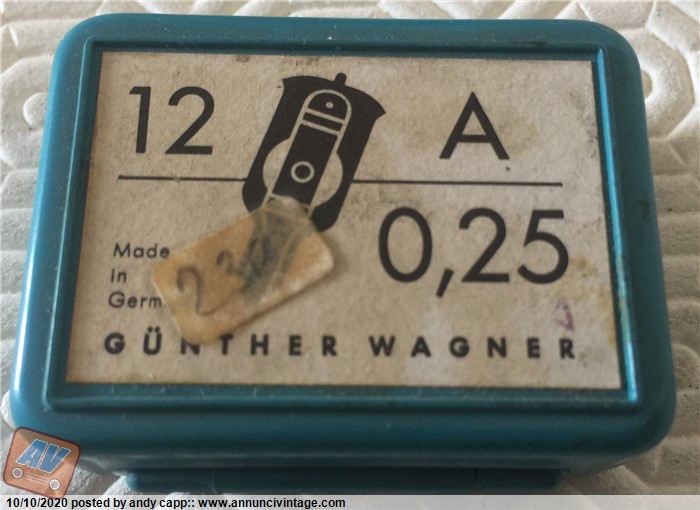 12 A
0,25
Made
in
Germ
230
GÜNTHER WAGNER
AV
10/10/2020 posted by andy capp:: www.annuncivintage.com